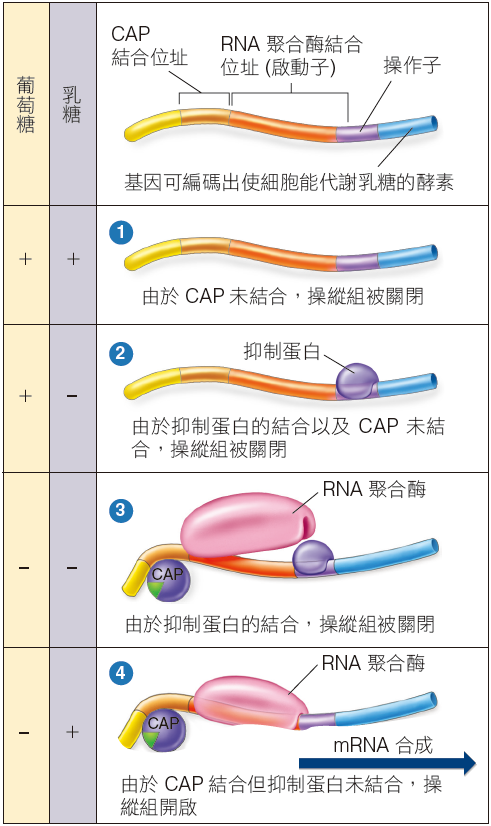 葡萄糖
乳糖
CAP
結合位址
RNA 聚合酶結合
位址 (啟動子)
操作子
基因可編碼出使細胞能代謝乳糖的酵素
+
+
1
由於 CAP 未結合，操縱組被關閉
+
–
2
抑制蛋白
由於抑制蛋白的結合以及 CAP 未結
合，操縱組被關閉
–
–
3
RNA 聚合酶
CAP
由於抑制蛋白的結合，操縱組被關閉
–
+
4
RNA 聚合酶
CAP
mRNA 合成
由於 CAP 結合但抑制蛋白未結合，操
縱組開啟